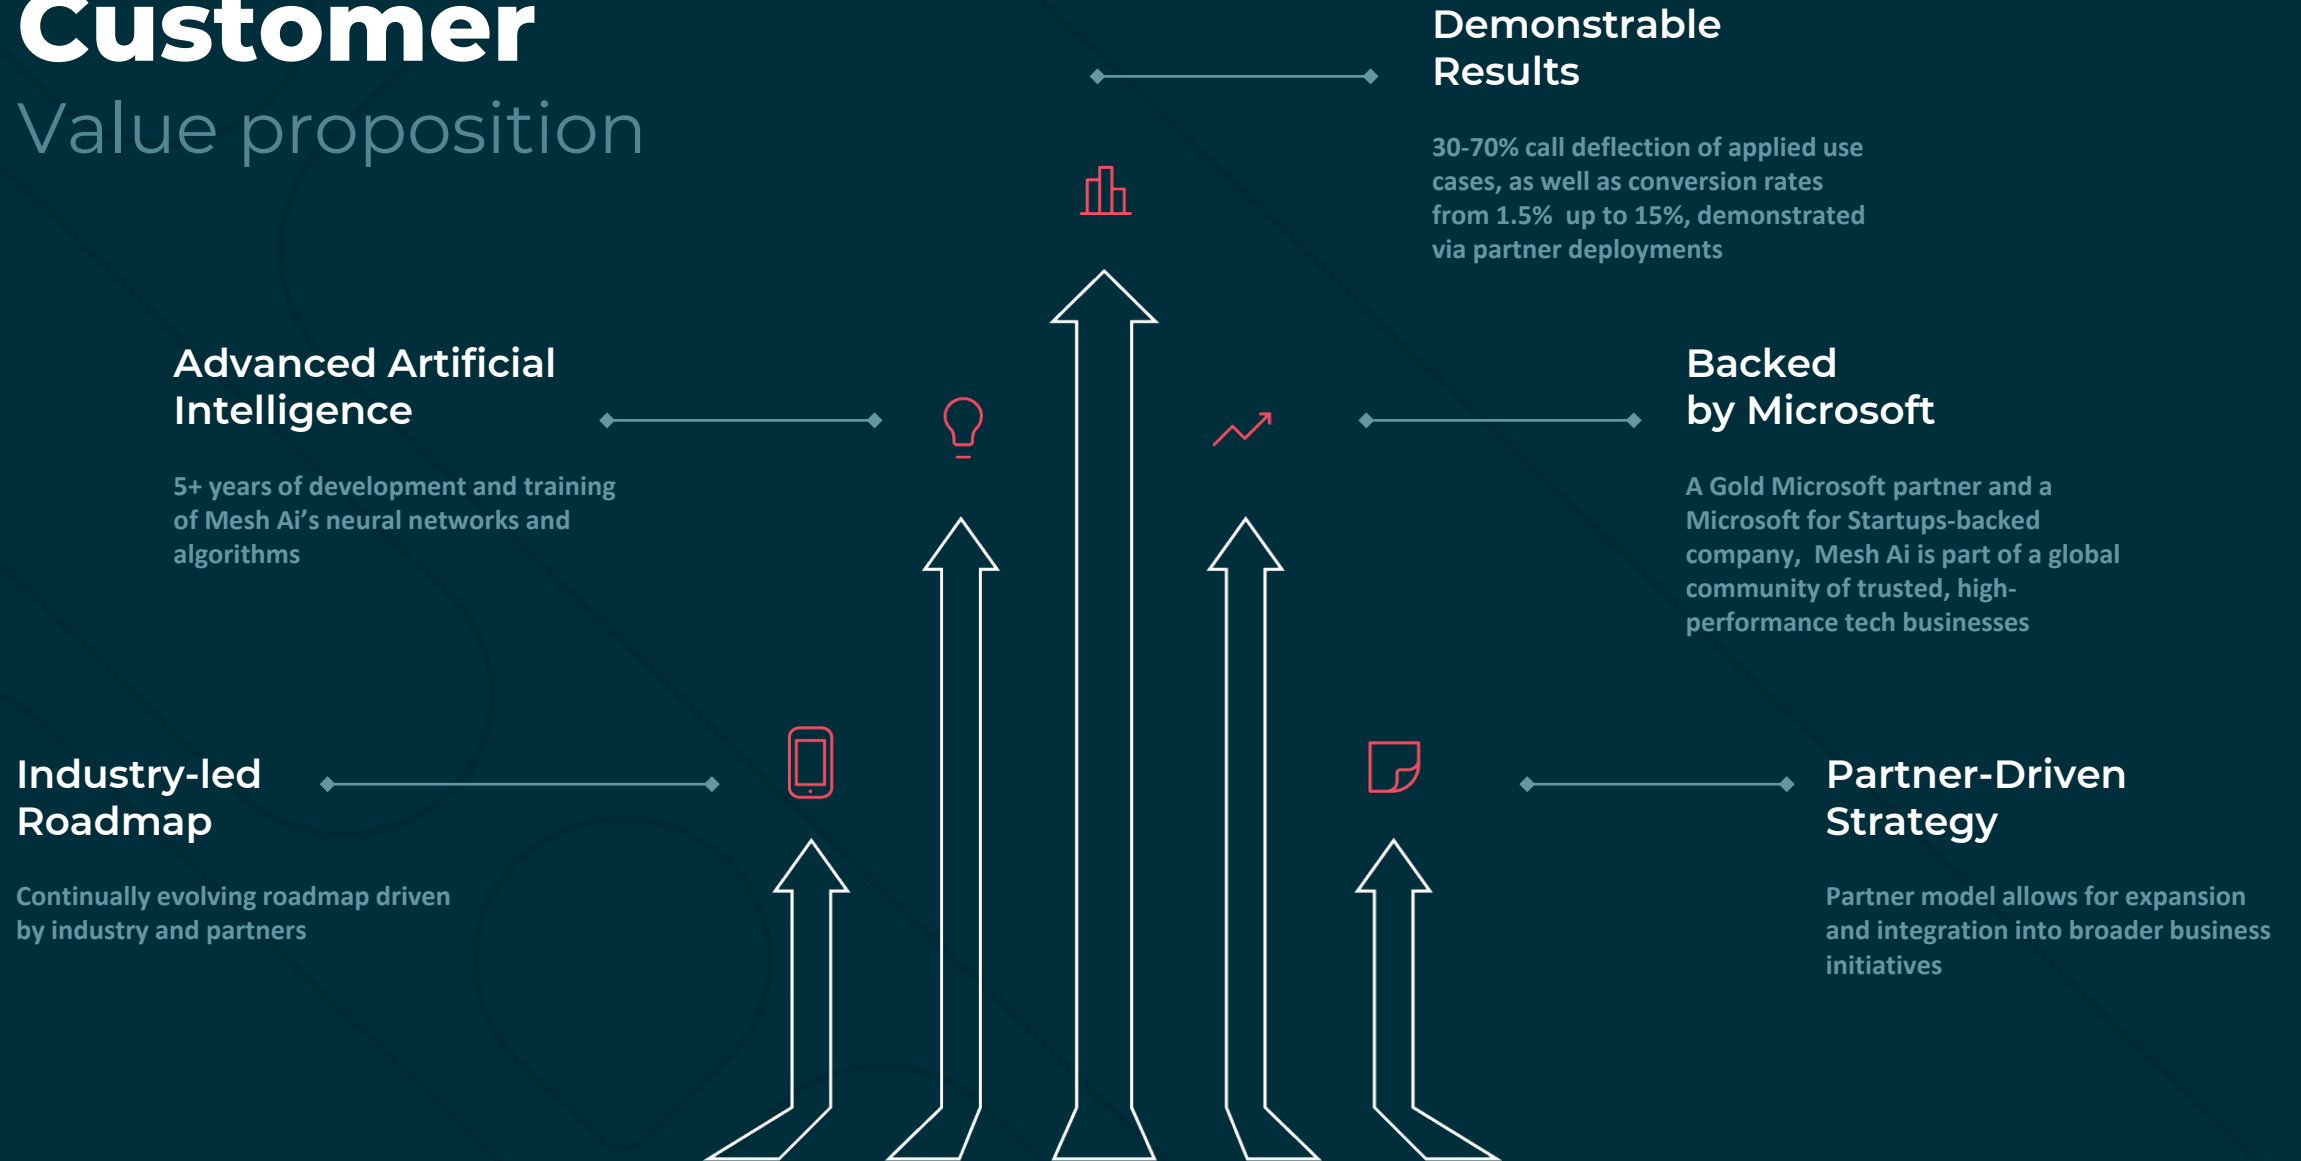 Customer
Value proposition
Demonstrable
Results
30-70% call deflection of applied use
cases, as well as conversion rates
from 1.5%  up to 15%, demonstrated
via partner deployments
Advanced Artificial
Intelligence
5+ years of development and training
of Mesh Ai’s neural networks and
algorithms
Backed
by Microsoft
A Gold Microsoft partner and a
Microsoft for Startups-backed
company,  Mesh Ai is part of a global
community of trusted, high-
performance tech businesses
Industry-led
Roadmap
Continually evolving roadmap driven
by industry and partners
Partner-Driven
Strategy
Partner model allows for expansion
and integration into broader business
initiatives